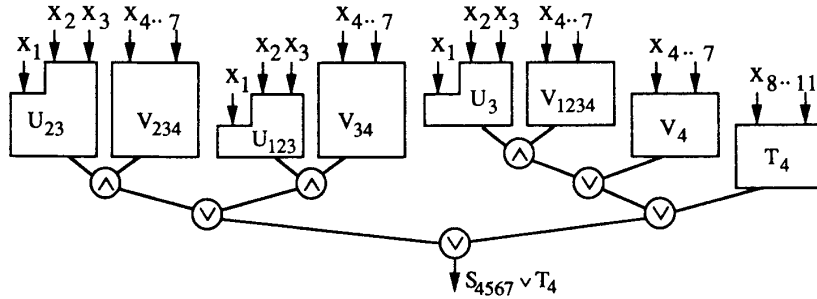 x2 x3 x4.. 7 x4.. 7 x2 x3
x1 x2 x3 x1 x4.. 7 x4.. 7
x1 x8.. 11
U23 V234 U123 V34 U3 V1234 V4 T4
∧ ∨ ∧
∧ ∨ ∨
∨
S4567 ∨ T4